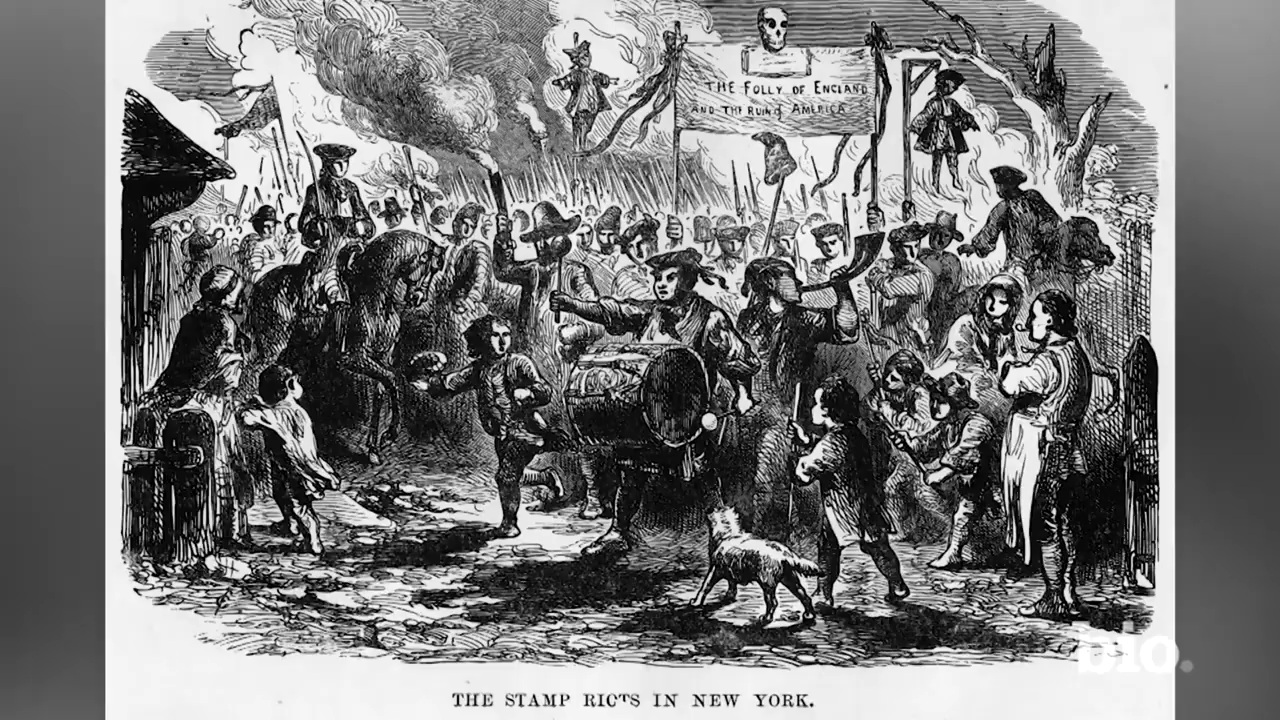 THE FOLLY OF ENGLAND
AND THE RUIN of AMERICA
bio.
THE STAMP RIOTS IN NEW YORK.